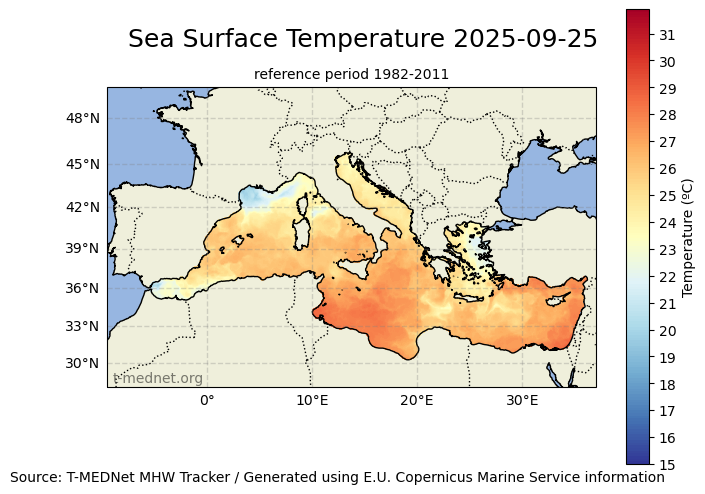 Sea Surface Temperature 2025-09-25
reference period 1982-2011
48°N
45°N
42°N
39°N
36°N
33°N
30°N
0°
10°E
20°E
30°E
t-mednet.org
31
30
29
28
27
26
25
24
23
22
21
20
19
18
17
16
15
Temperature (ºC)
Source: T-MEDNet MHW Tracker / Generated using E.U. Copernicus Marine Service information